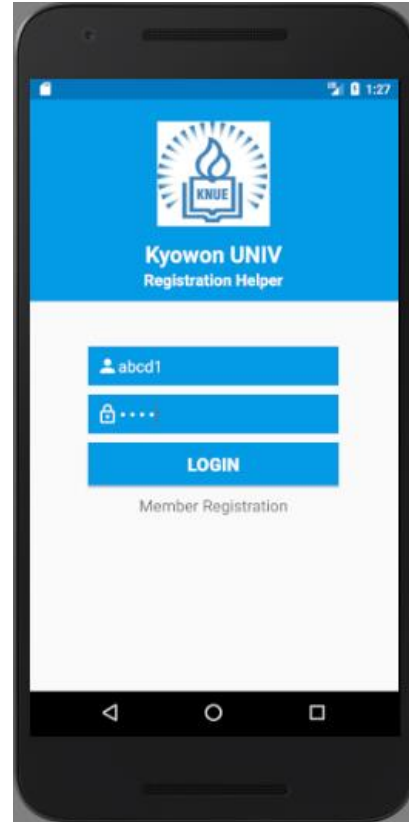 1:27
KNUE
Kyowon UNIV
Registration Helper
abcd1
LOGIN
Member Registration